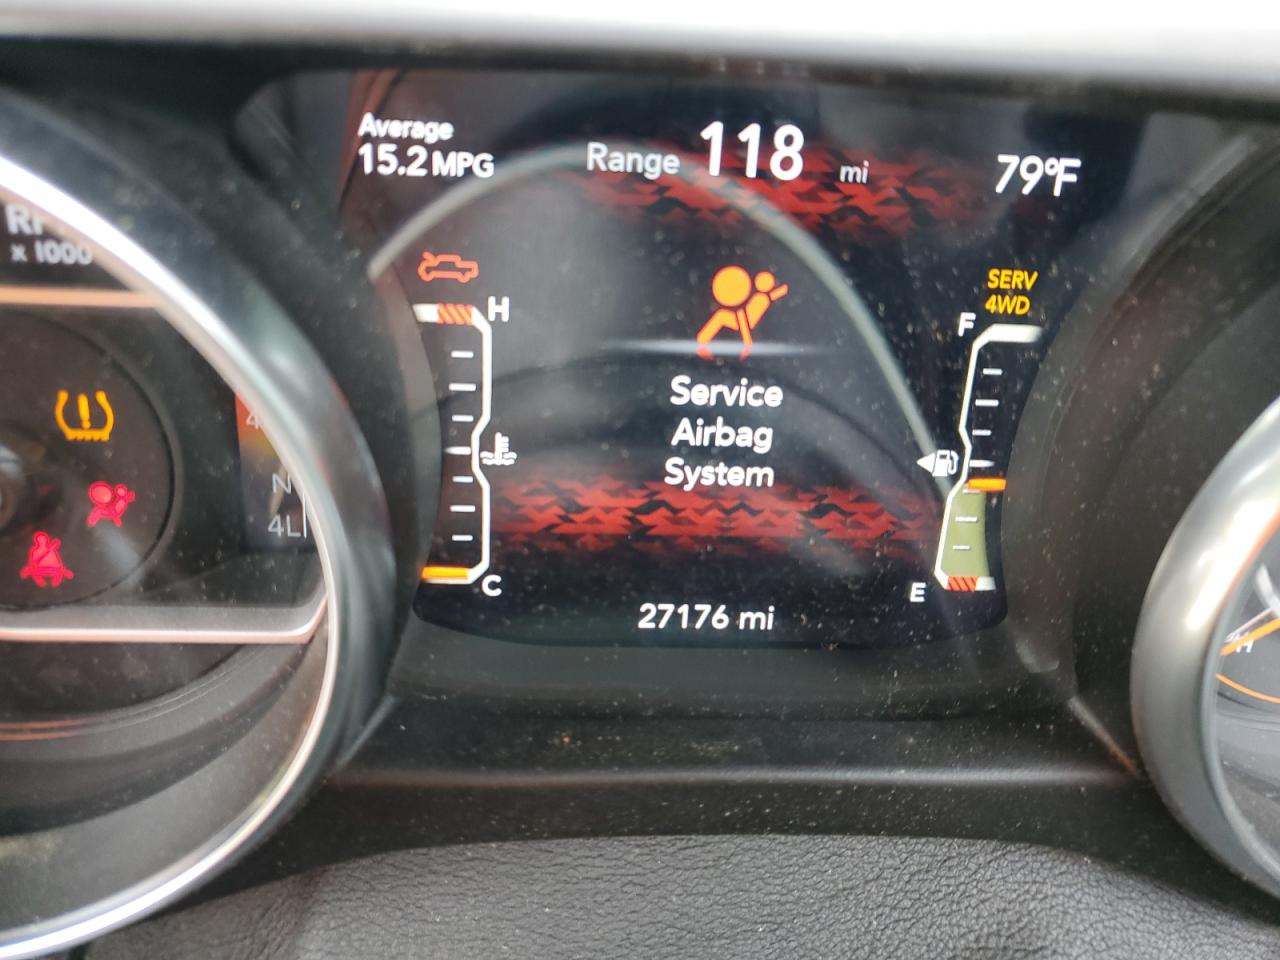 Average
15.2 MPG
Range 118 mi
79°F
x 1000
SERV
4WD
H
F
Service
Airbag
System
N
4L
C
E
27176 mi